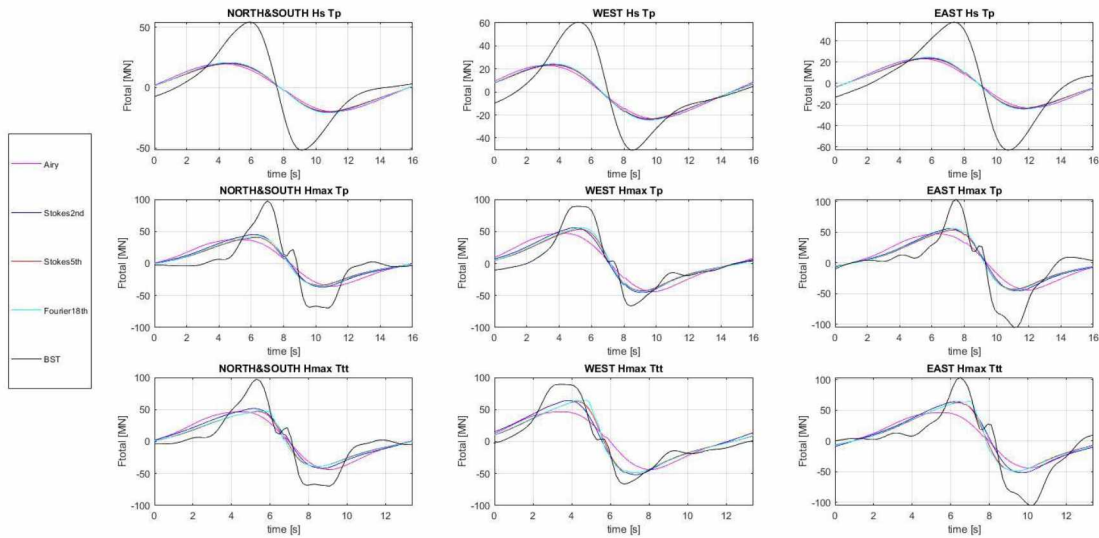 NORTH&SOUTH Hs Tp
Ftotal [MN]
50
0
-50
0 2 4 6 8 10 12 14 16
time [s]
WEST Hs Tp
Ftotal [MN]
60
40
20
0
-20
-40
-60
0 2 4 6 8 10 12 14 16
time [s]
EAST Hs Tp
Ftotal [MN]
60
40
20
0
-20
-40
-60
0 2 4 6 8 10 12 14 16
time [s]
Airy
Stokes2nd
Stokes5th
Fourier18th
BST
NORTH&SOUTH Hmax Tp
Ftotal [MN]
100
50
0
-50
-100
0 2 4 6 8 10 12 14 16
time [s]
WEST Hmax Tp
Ftotal [MN]
100
50
0
-50
-100
0 2 4 6 8 10 12 14 16
time [s]
EAST Hmax Tp
Ftotal [MN]
100
50
0
-50
-100
0 2 4 6 8 10 12 14 16
time [s]
NORTH&SOUTH Hmax Ttt
Ftotal [MN]
100
50
0
-50
-100
0 2 4 6 8 10 12
time [s]
WEST Hmax Ttt
Ftotal [MN]
100
50
0
-50
-100
0 2 4 6 8 10 12
time [s]
EAST Hmax Ttt
Ftotal [MN]
100
50
0
-50
-100
0 2 4 6 8 10 12
time [s]